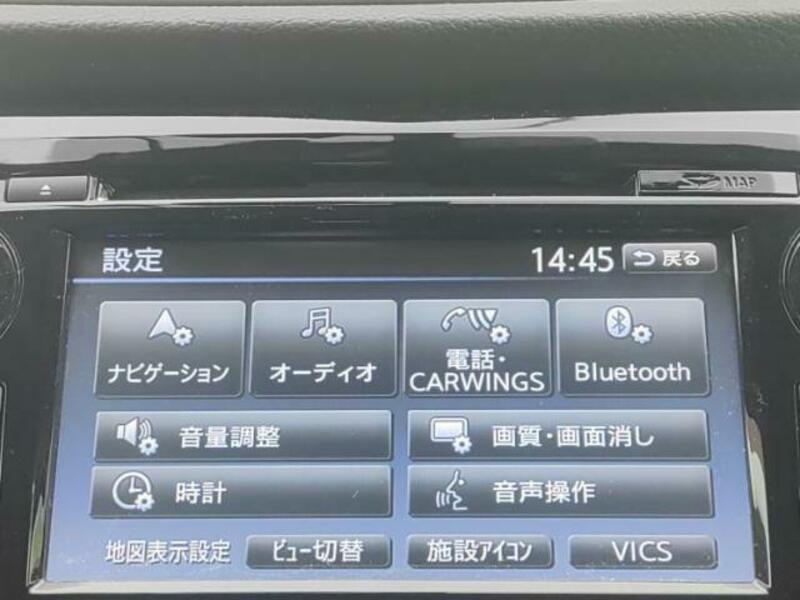 MAP
設定 14:45 戻る
ナビゲーション オーディオ 電話・ Bluetooth
CARWINGS
音量調整 画質・画面消し
時計 音声操作
地図表示設定 ビュー切替 施設アイコン VICS